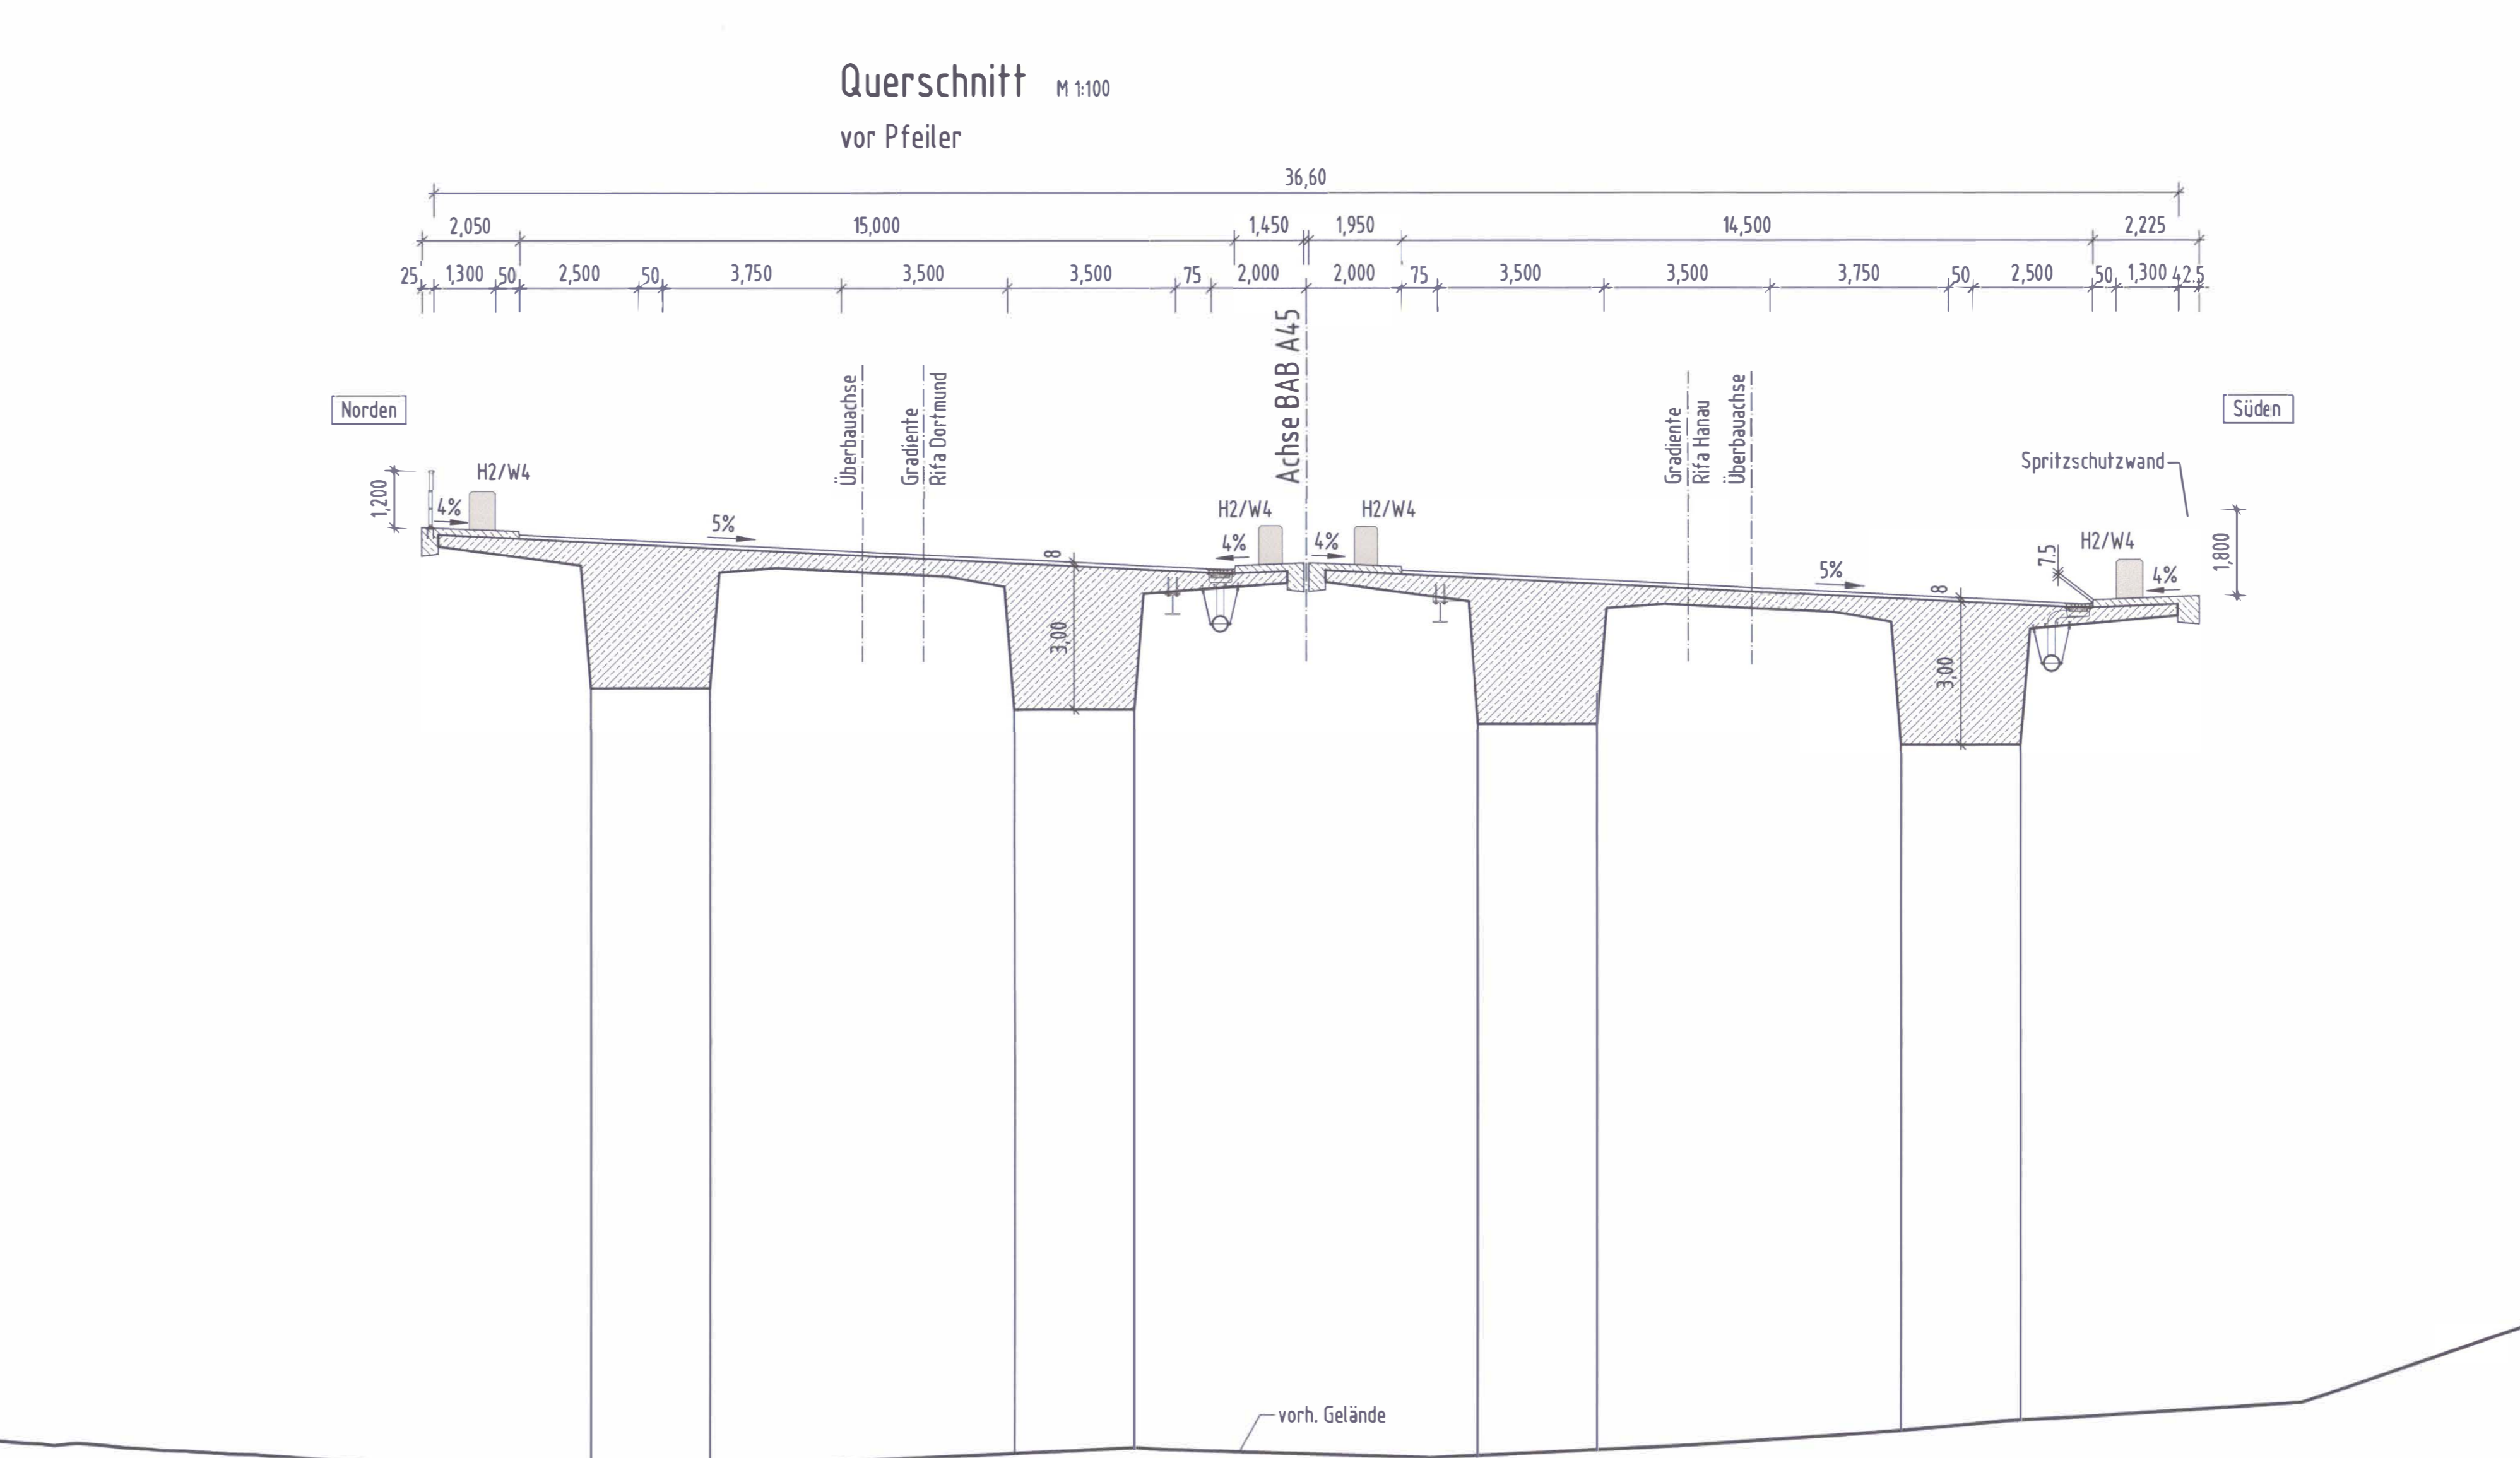 Querschnitt M 1:100
vor Pfeiler
36,60
2,050 15,000 1,450 1,950 14,500 2,225
25 1,300 50 2,500 50 3,750 3,500 3,500 75 2,000 2,000 75 3,500 3,500 3,750 50 2,500 50 1,300 42.5
Norden
Überbauachse
Gradiente
Rifa Dortmund
Achse BAB A45
Gradiente
Rifa Hanau
Überbauachse
Süden
Spritzschutzwand
1,200
4%
H2/W4
5%
8
3,00
H2/W4
4%
4%
H2/W4
5%
8
3,00
7.5
H2/W4
4%
1,800
vorh. Gelände